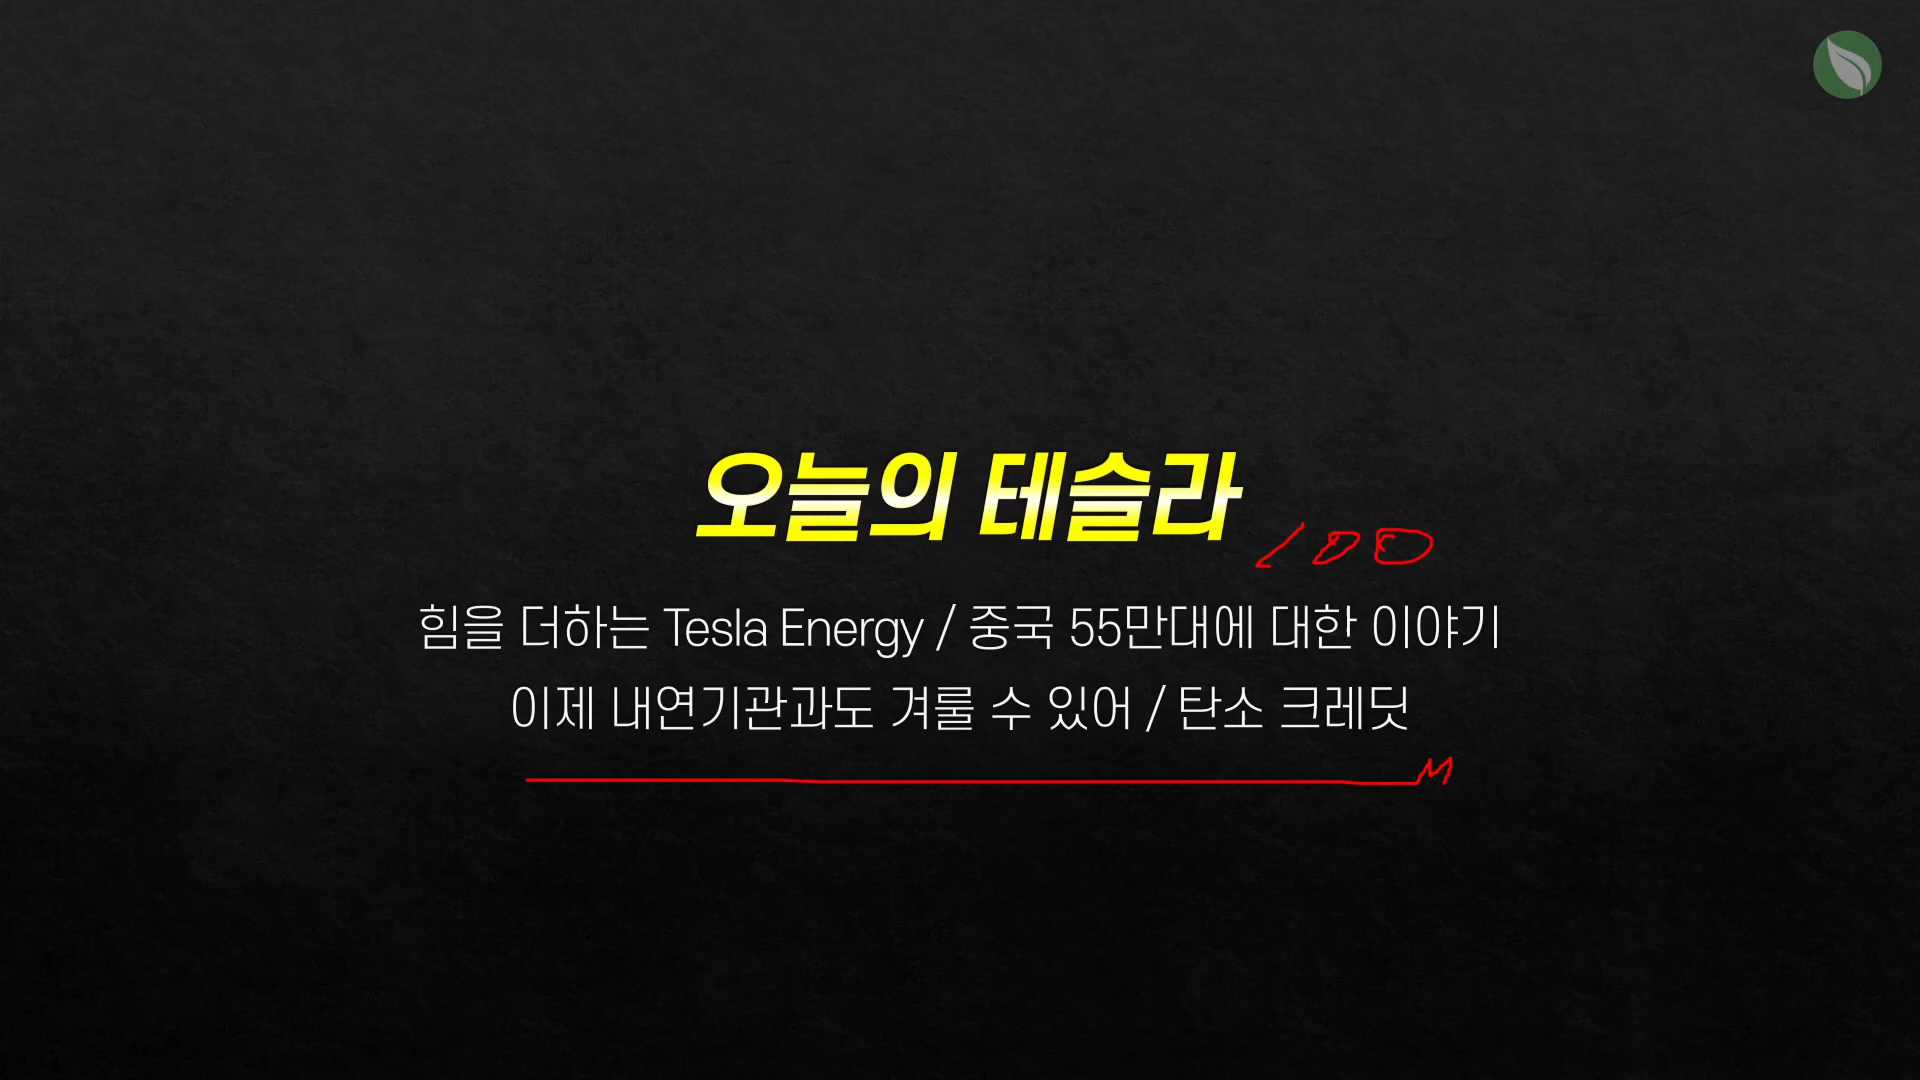 오늘의 테슬라
100
힘을 더하는 Tesla Energy / 중국 55만대에 대한 이야기
이제 내연기관과도 겨룰 수 있어 / 탄소 크레딧